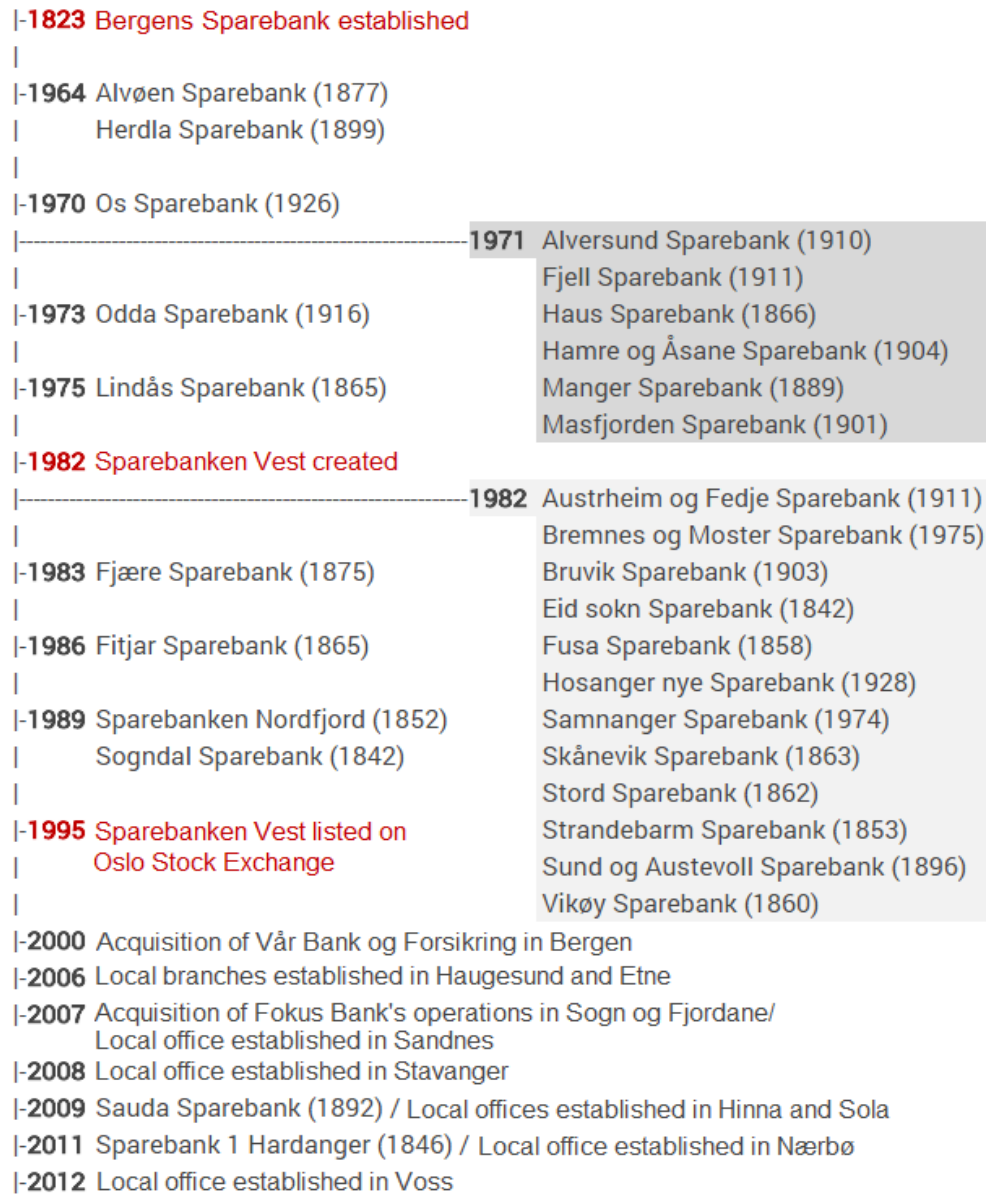 |-1823 Bergens Sparebank established
|
|-1964 Alvøen Sparebank (1877)
| Herdla Sparebank (1899)
|
|-1970 Os Sparebank (1926)
|--------------------------------------------------------------1971 Alversund Sparebank (1910)
| Fjell Sparebank (1911)
|-1973 Odda Sparebank (1916) Haus Sparebank (1866)
| Hamre og Åsane Sparebank (1904)
|-1975 Lindås Sparebank (1865) Manger Sparebank (1889)
| Masfjorden Sparebank (1901)
|-1982 Sparebanken Vest created
|--------------------------------------------------------------1982 Austrheim og Fedje Sparebank (1911)
| Bremnes og Moster Sparebank (1975)
|-1983 Fjære Sparebank (1875) Bruvik Sparebank (1903)
| Eid sokn Sparebank (1842)
|-1986 Fitjar Sparebank (1865) Fusa Sparebank (1858)
| Hosanger nye Sparebank (1928)
|-1989 Sparebanken Nordfjord (1852) Samnanger Sparebank (1974)
| Sogndal Sparebank (1842) Skånevik Sparebank (1863)
| Stord Sparebank (1862)
|-1995 Sparebanken Vest listed on Strandebarm Sparebank (1853)
| Oslo Stock Exchange Sund og Austevoll Sparebank (1896)
| Vikøy Sparebank (1860)
|-2000 Acquisition of Vår Bank og Forsikring in Bergen
|-2006 Local branches established in Haugesund and Etne
|-2007 Acquisition of Fokus Bank's operations in Sogn og Fjordane/
Local office established in Sandnes
|-2008 Local office established in Stavanger
|-2009 Sauda Sparebank (1892) / Local offices established in Hinna and Sola
|-2011 Sparebank 1 Hardanger (1846) / Local office established in Nærbø
|-2012 Local office established in Voss